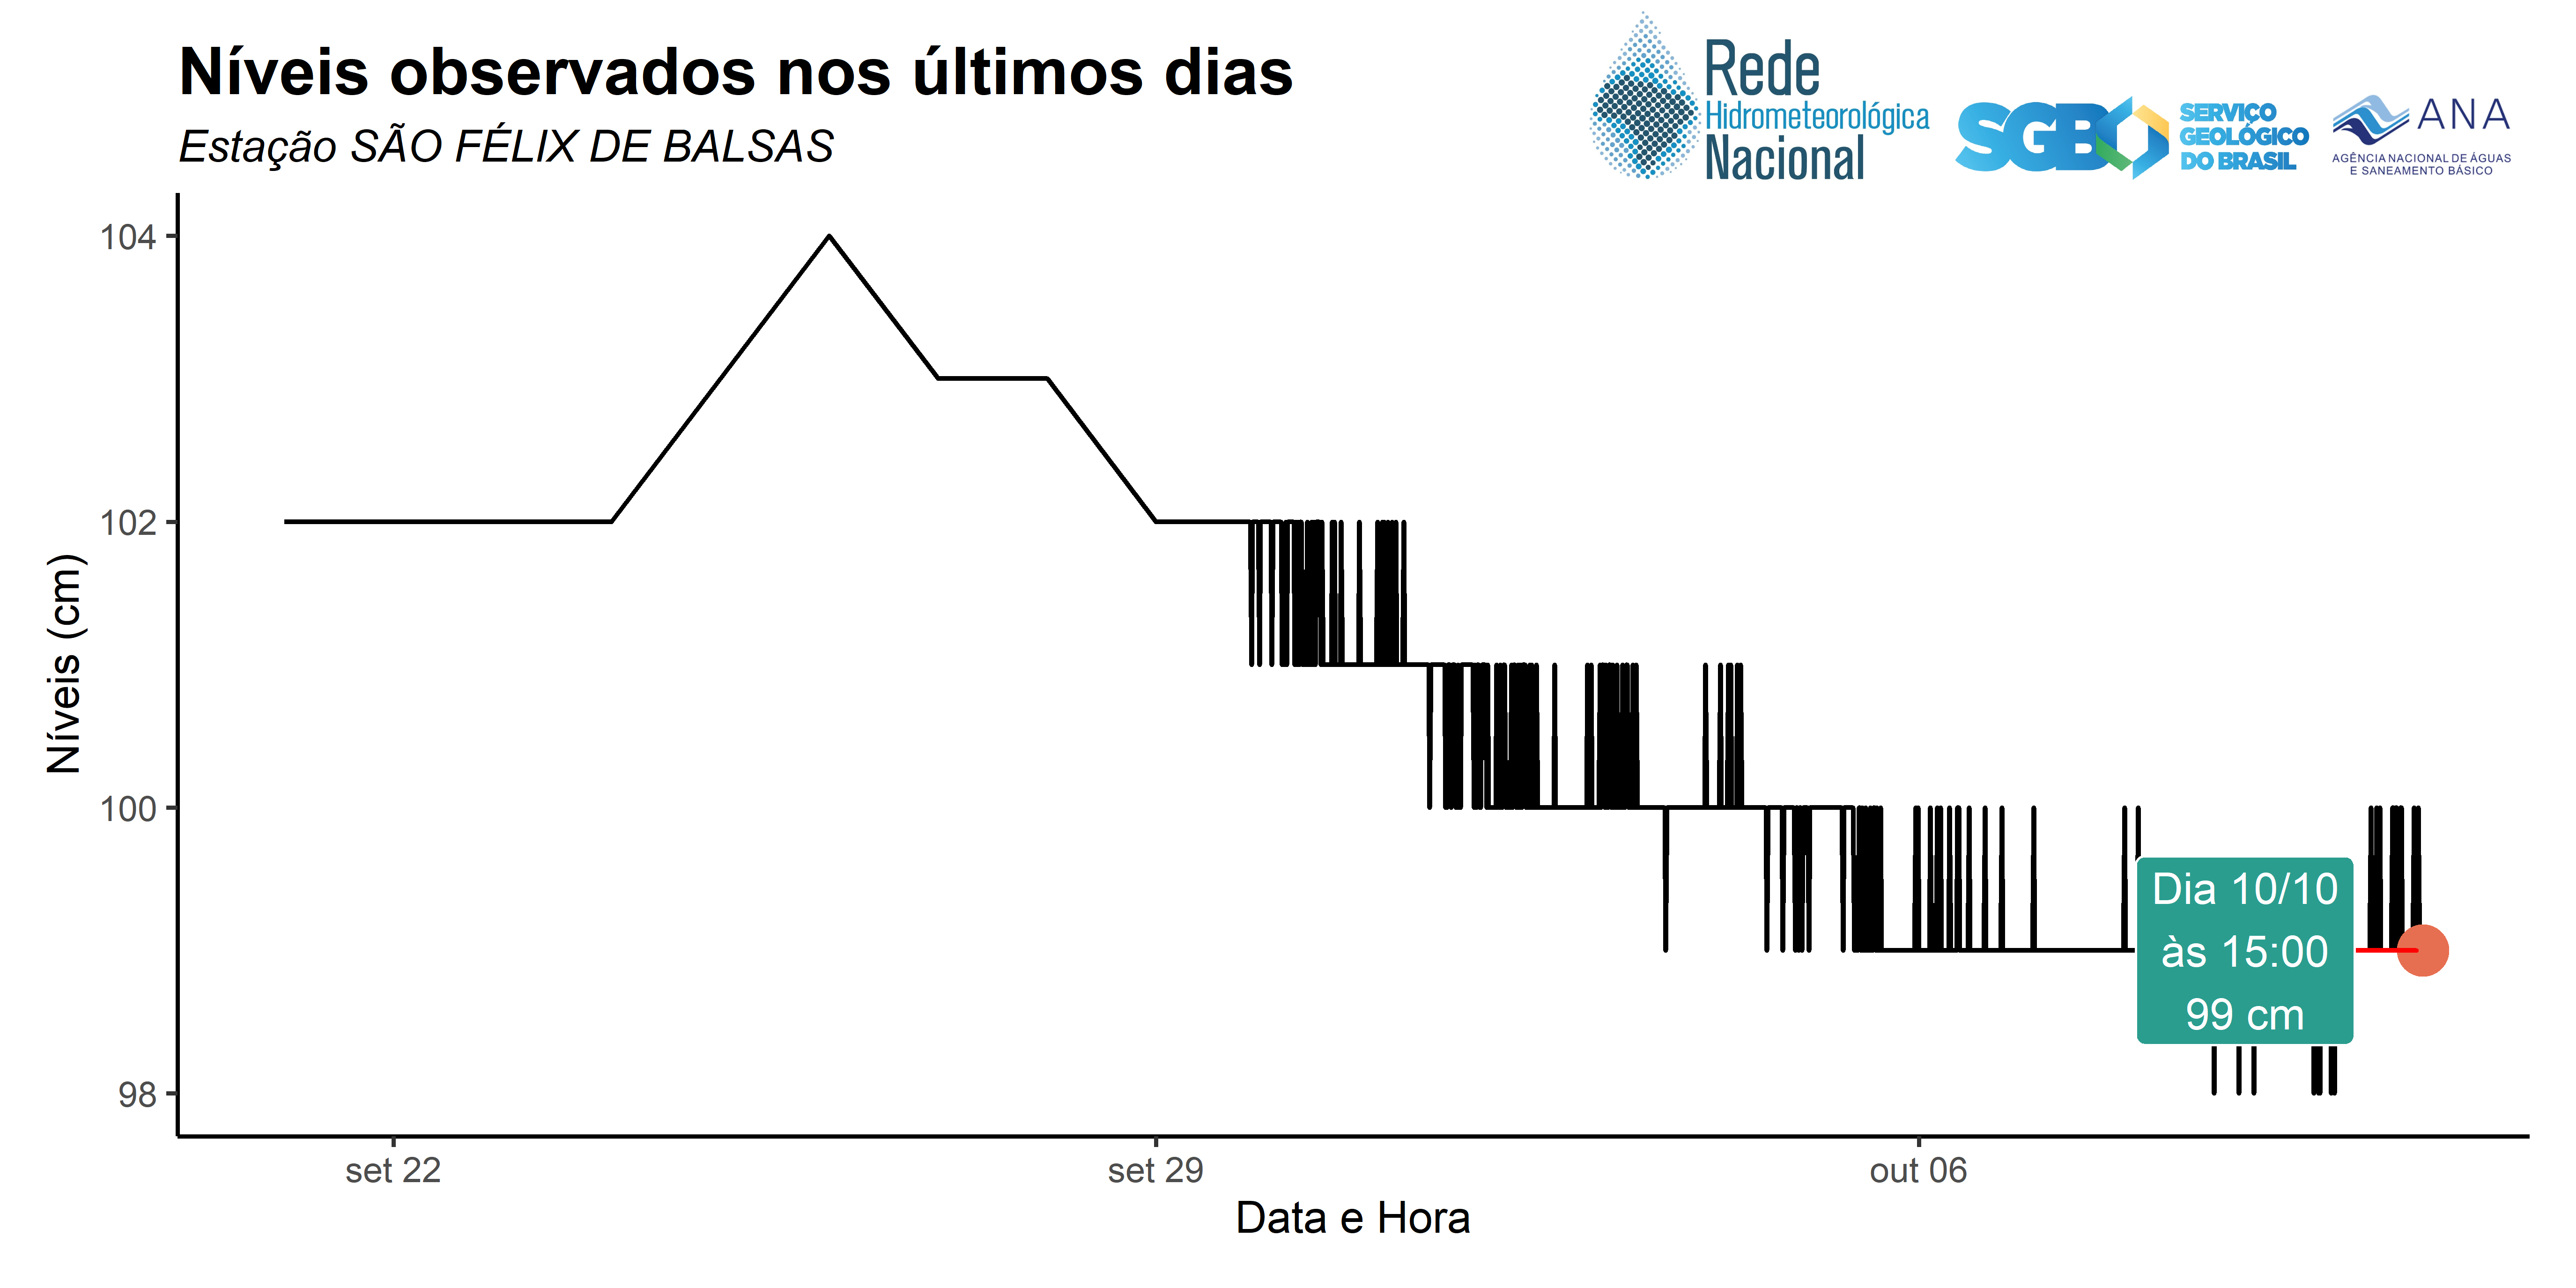 Níveis observados nos últimos dias
Estação SÃO FÉLIX DE BALSAS
Rede
Hidrometeorológica
Nacional
SGB
SERVIÇO
GEOLÓGICO
DO BRASIL
ANA
AGÊNCIA NACIONAL DE ÁGUAS
E SANEAMENTO BÁSICO
Níveis (cm)
104
102
100
98
Dia 10/10
às 15:00
99 cm
set 22
set 29
out 06
Data e Hora